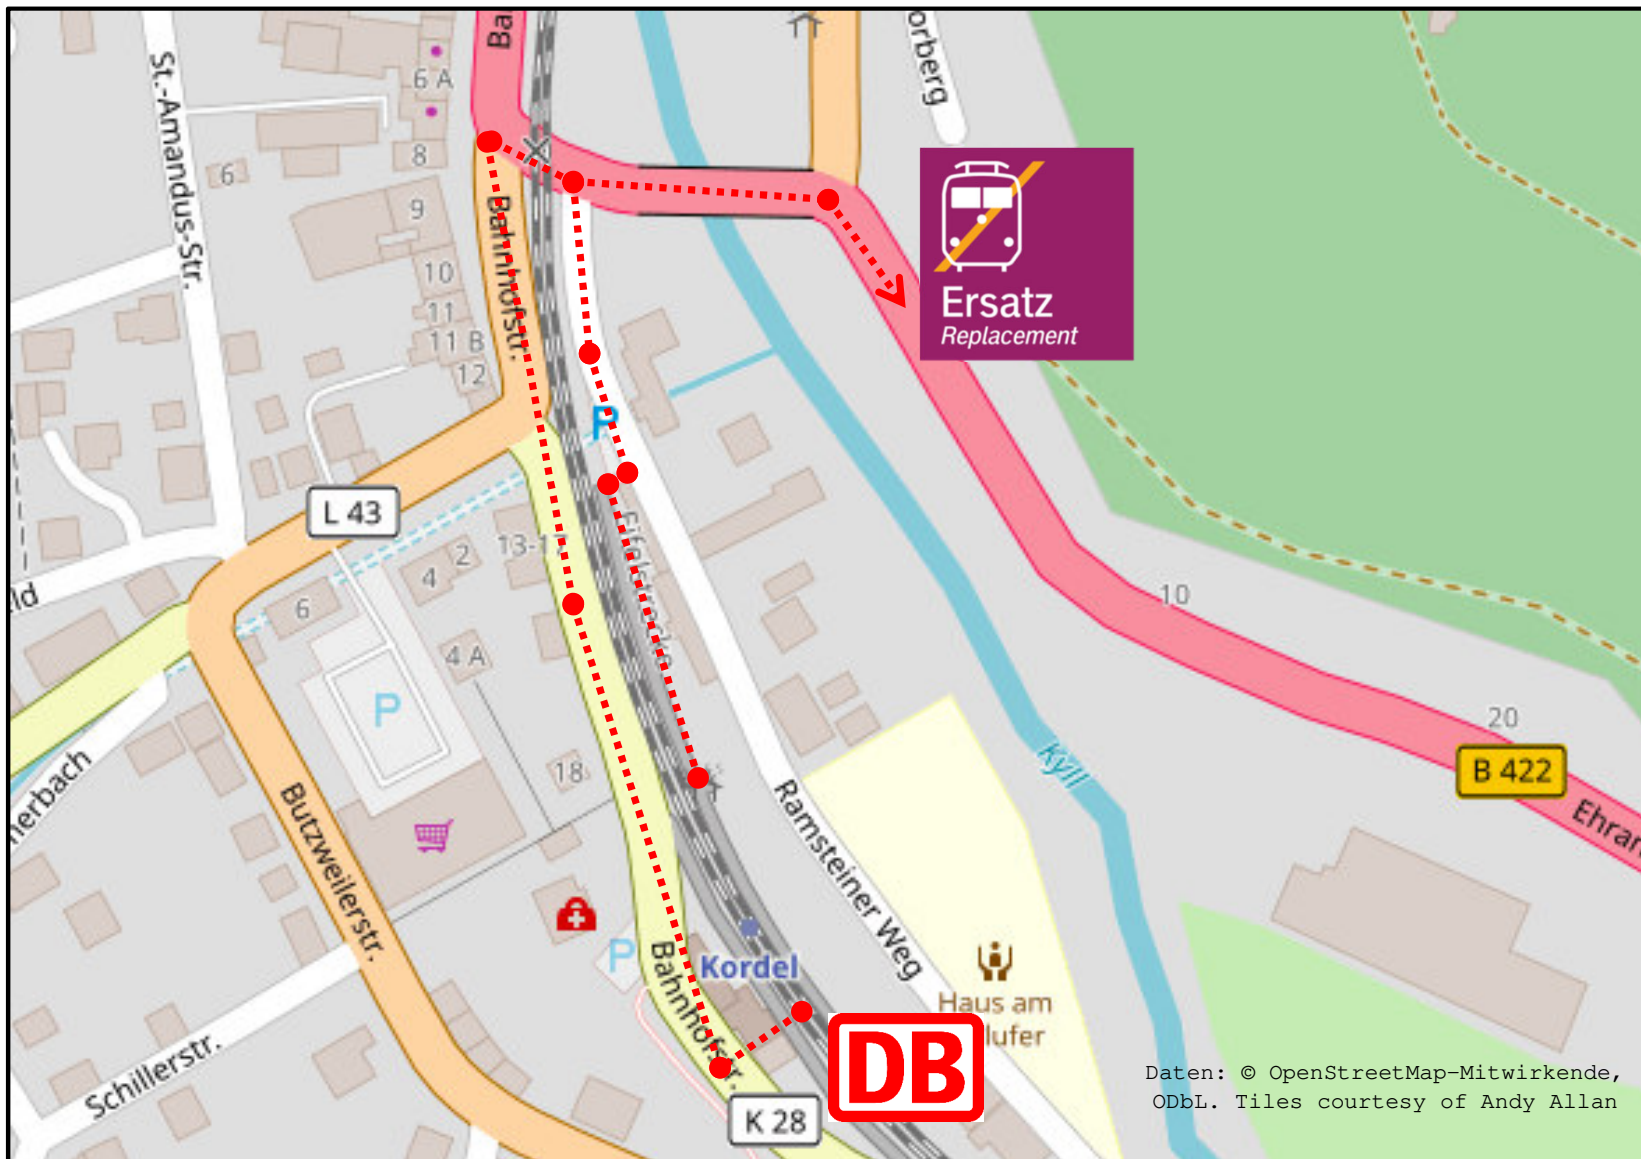 Ba
orberg
St.-Amandus-Str.
6 A
8
6
9
Bahnhofstr.
10
11
11 B
12
Ersatz
Replacement
P
L 43
13-17
2
4
6
Eifelstrecke
ld
4 A
10
P
20
Kyll
B 422
Ehran
18
nerbach
Butzweilerstr.
Ramsteiner Weg
P
Bahnhofstr.
Kordel
Haus am
lufer
DB
Schillerstr.
K 28
Daten: © OpenStreetMap-Mitwirkende,
ODbL. Tiles courtesy of Andy Allan